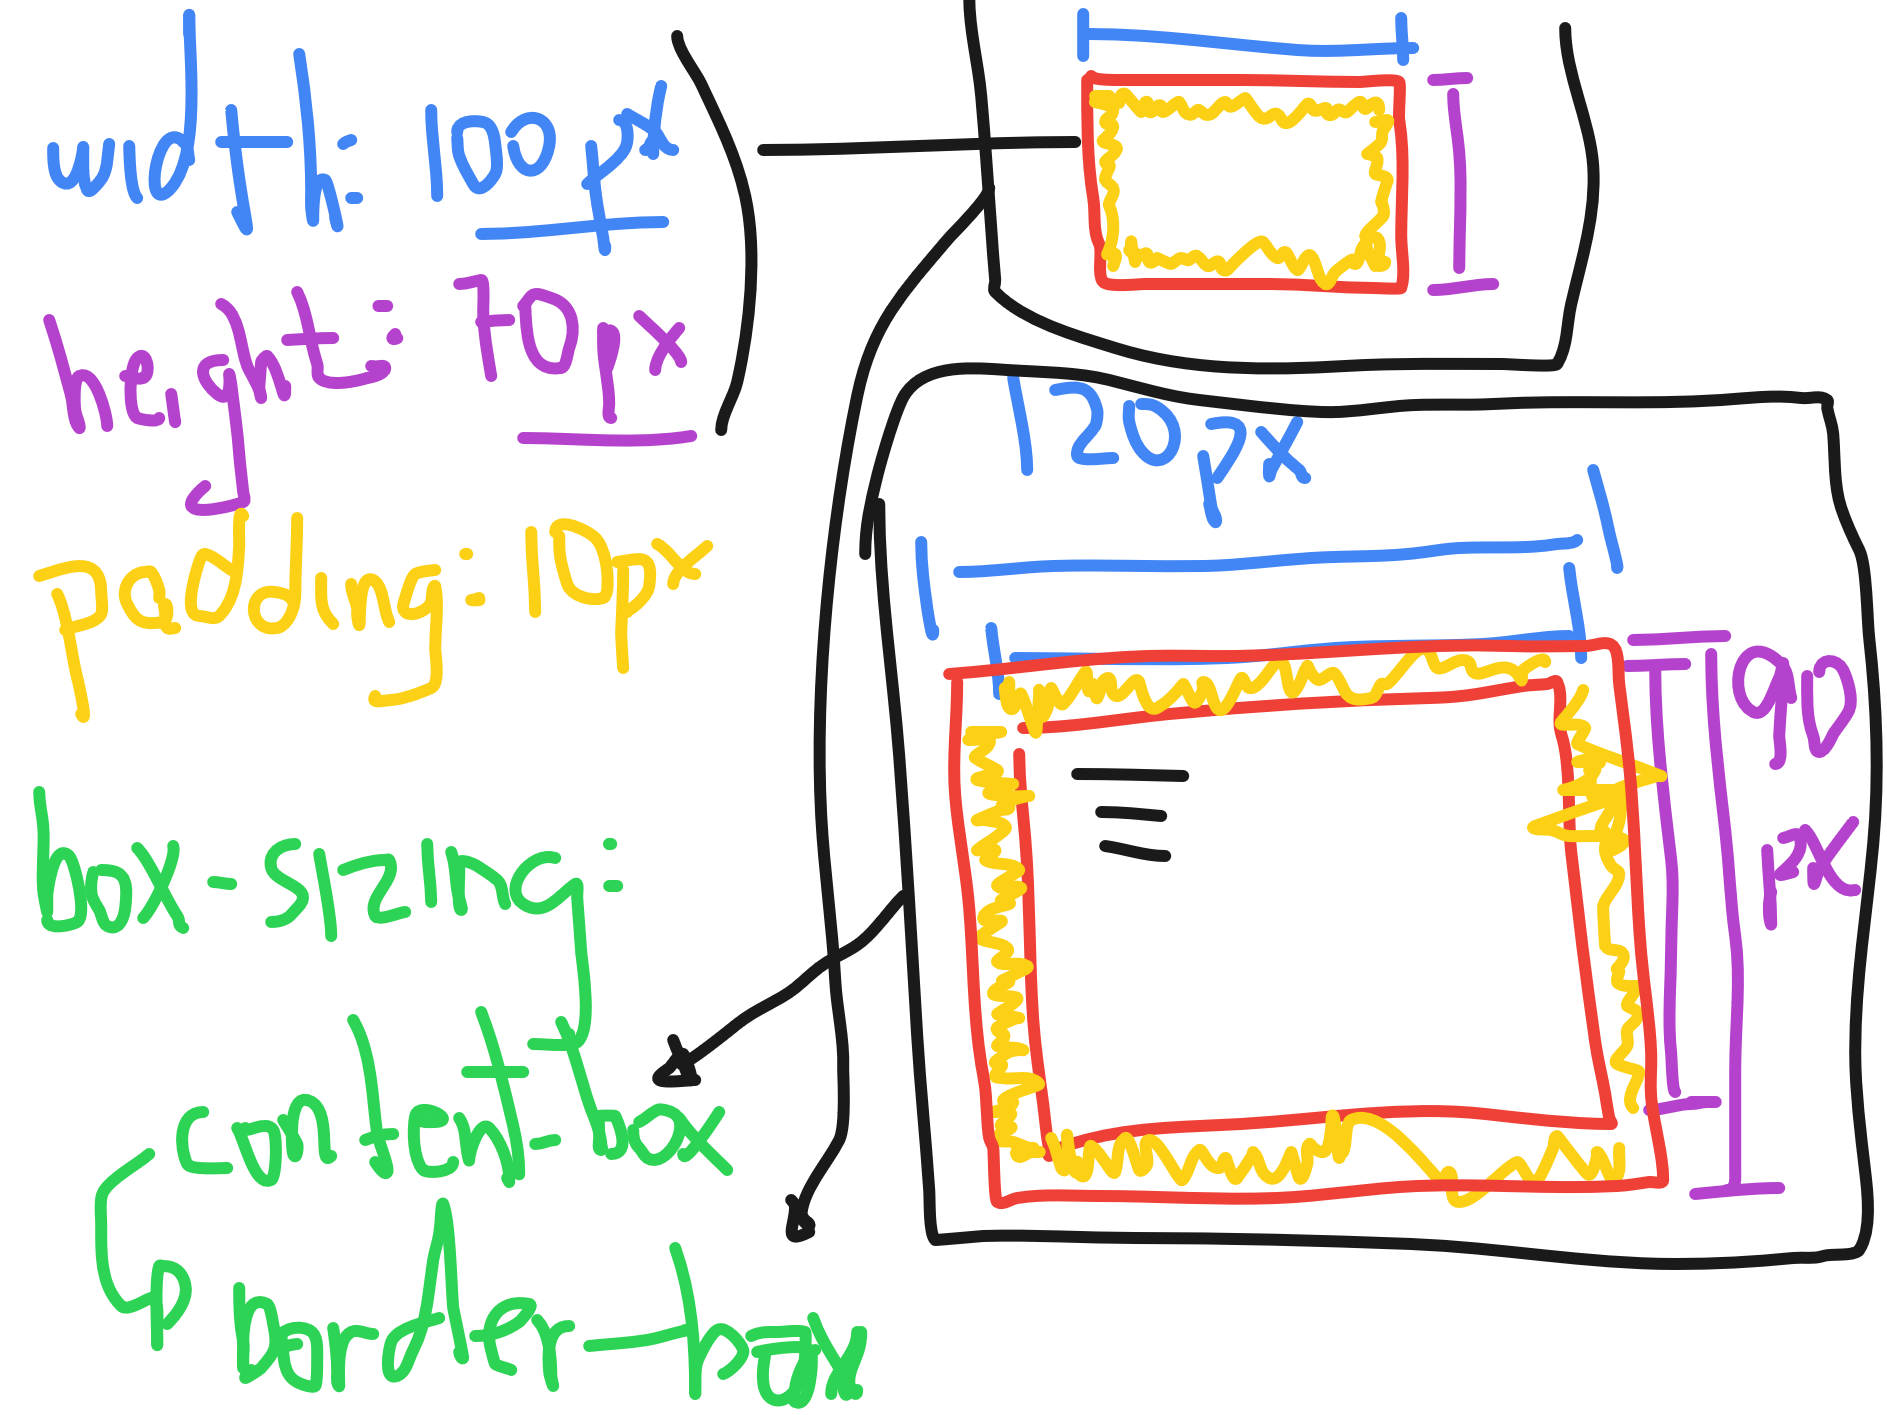 width: 100px
height: 70px
padding: 10px
box-sizing:
content-box
border-box
120px
90
px